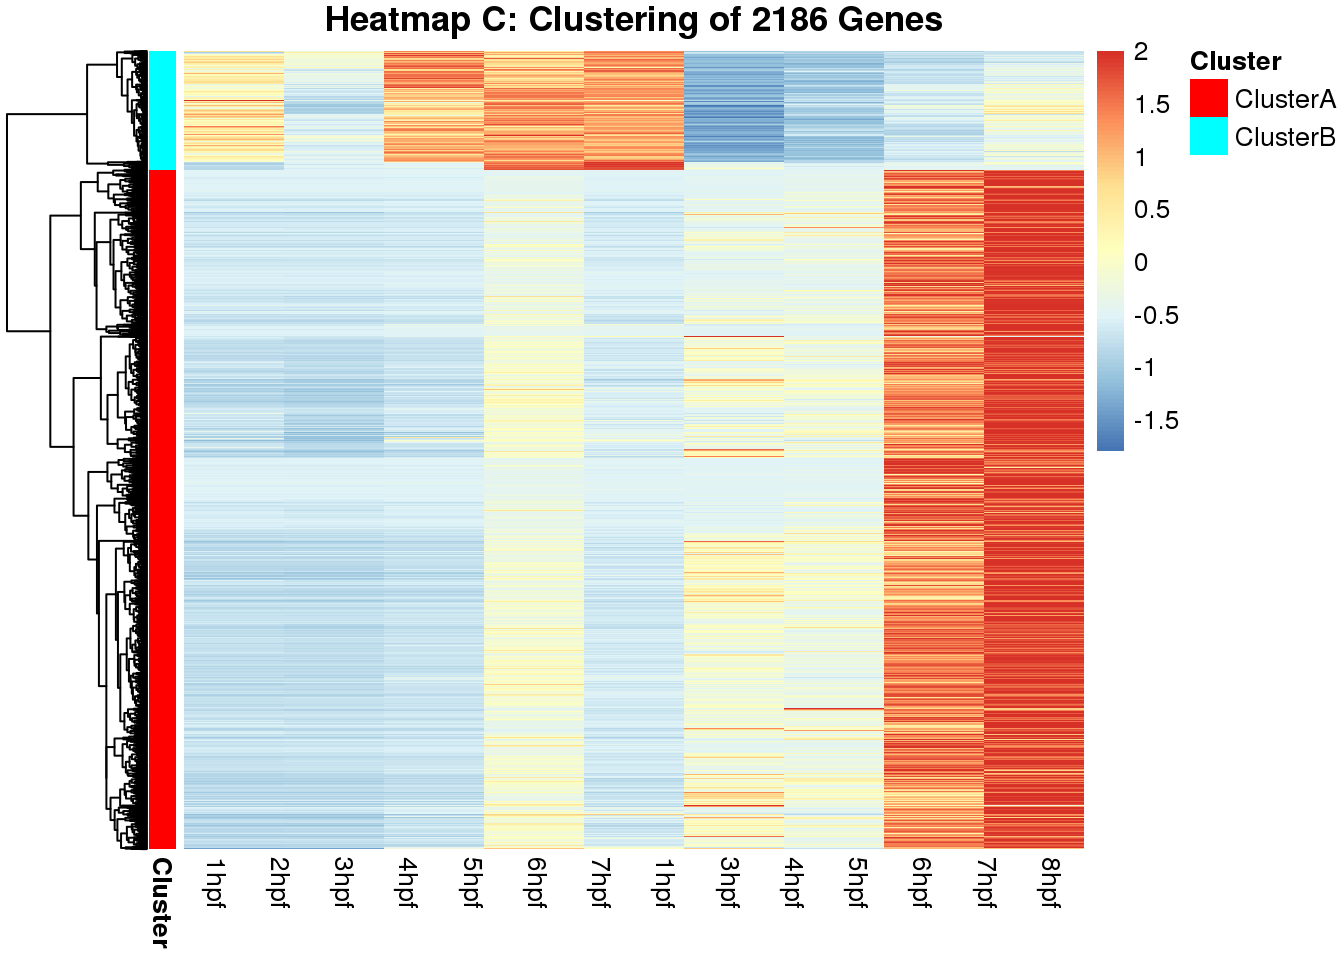 Heatmap C: Clustering of 2186 Genes
2
1.5
1
0.5
0
-0.5
-1
-1.5
Cluster
ClusterA
ClusterB
Cluster
1hpf
2hpf
3hpf
4hpf
5hpf
6hpf
7hpf
1hpf
3hpf
4hpf
5hpf
6hpf
7hpf
8hpf